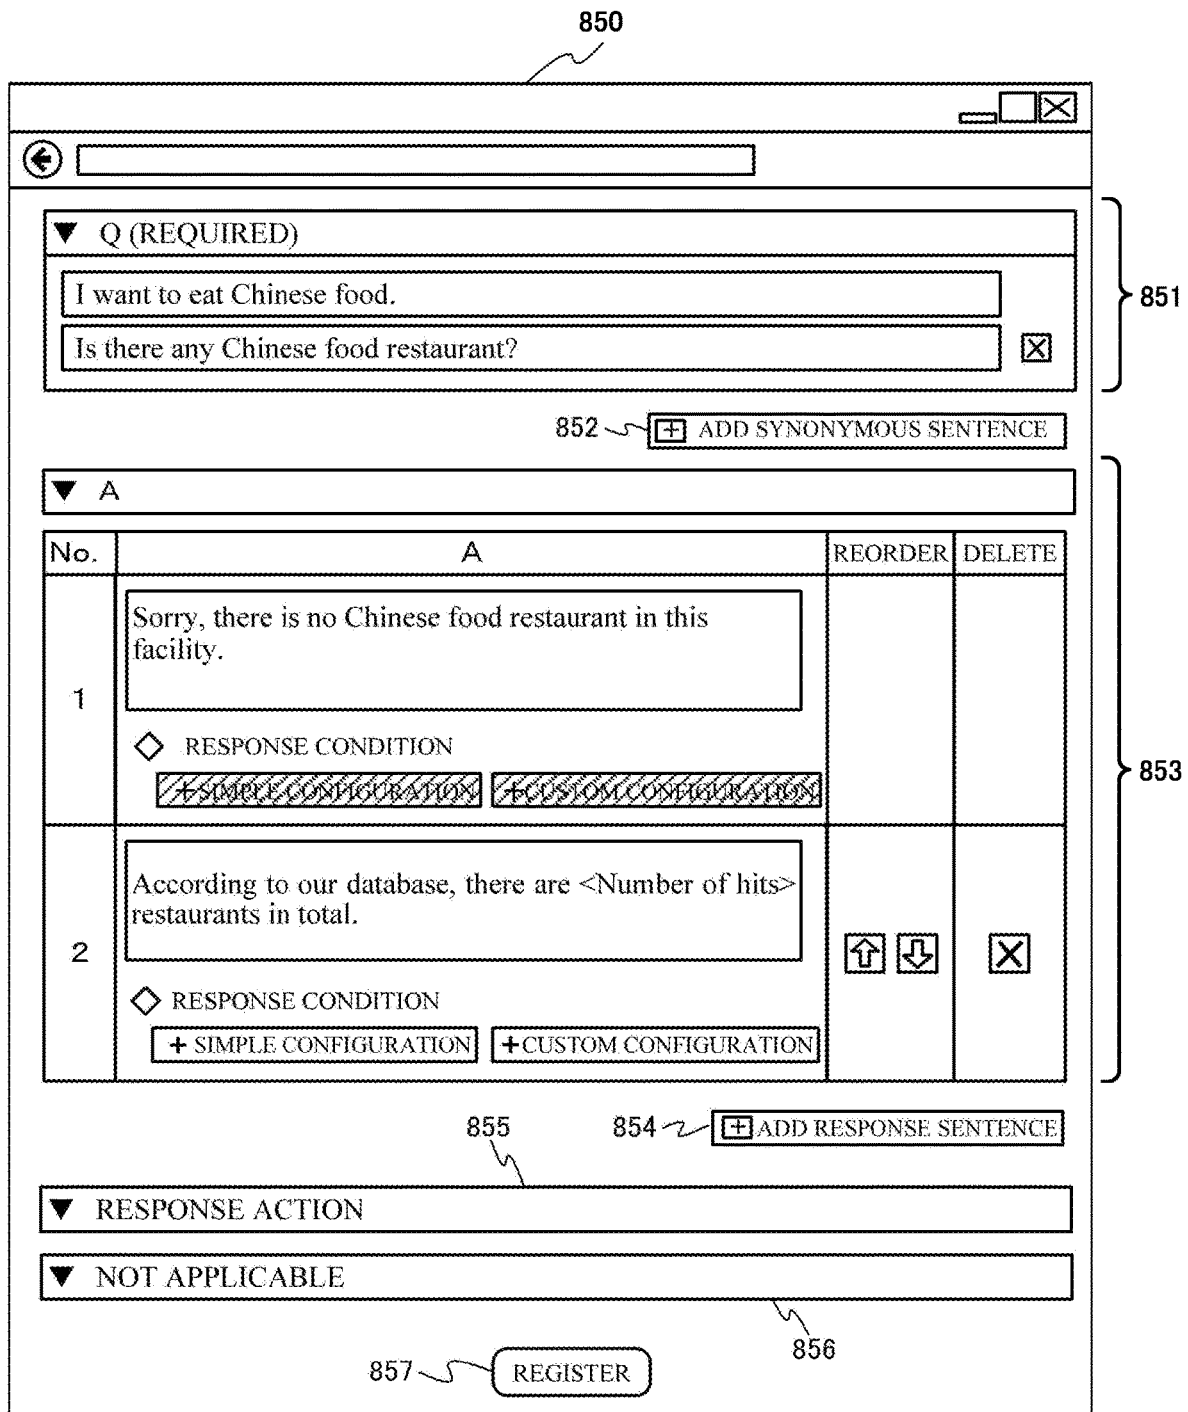 850
▼ Q (REQUIRED)
I want to eat Chinese food.
Is there any Chinese food restaurant?
851
852
+ ADD SYNONYMOUS SENTENCE
▼ A
No. A REORDER DELETE
1
Sorry, there is no Chinese food restaurant in this
facility.
◇ RESPONSE CONDITION
+SIMPLE CONFIGURATION +CUSTOM CONFIGURATION
853
2
According to our database, there are <Number of hits>
restaurants in total.
◇ RESPONSE CONDITION
+ SIMPLE CONFIGURATION +CUSTOM CONFIGURATION
854
+ ADD RESPONSE SENTENCE
855
▼ RESPONSE ACTION
▼ NOT APPLICABLE
856
857
REGISTER